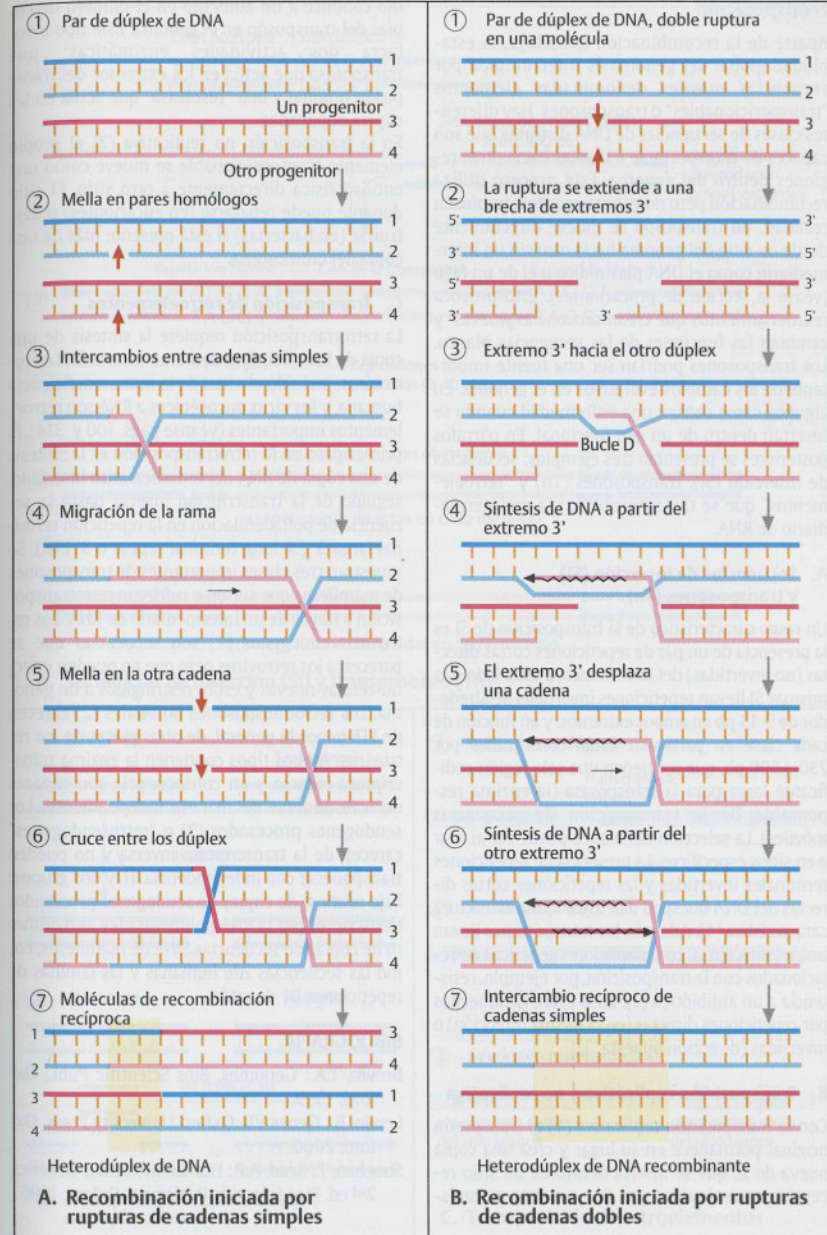 ① Par de dúplex de DNA
1
2
Un progenitor
3
4
Otro progenitor
② Mella en pares homólogos
1
2
3
4
③ Intercambios entre cadenas simples
1
2
3
4
④ Migración de la rama
1
2
3
4
⑤ Mella en la otra cadena
1
2
3
4
⑥ Cruce entre los dúplex
1
2
3
4
⑦ Moléculas de recombinación
recíproca
1 3
2 4
3 1
4 2
Heterodúplex de DNA
A. Recombinación iniciada por
rupturas de cadenas simples
① Par de dúplex de DNA, doble ruptura
en una molécula
1
2
3
4
② La ruptura se extiende a una
brecha de extremos 3'
5' 3'
3' 5'
5' 3'
3' 3' 5'
③ Extremo 3' hacia el otro dúplex
Bucle D
④ Síntesis de DNA a partir del
extremo 3'
⑤ El extremo 3' desplaza
una cadena
⑥ Síntesis de DNA a partir del
otro extremo 3'
⑦ Intercambio recíproco de
cadenas simples
Heterodúplex de DNA recombinante
B. Recombinación iniciada por rupturas
de cadenas dobles